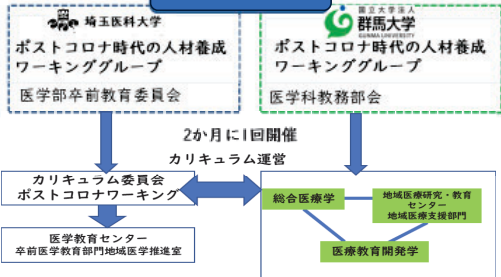 埼玉医科大学
ポストコロナ時代の人材養成
ワーキンググループ
医学部卒前教育委員会
国立大学法人
群馬大学
GUNMA UNIVERSITY
ポストコロナ時代の人材養成
ワーキンググループ
医学科教務部会
2か月に1回開催
カリキュラム運営
カリキュラム委員会
ポストコロナワーキング
医学教育センター
卒前医学教育部門地域医学推進室
総合医療学
地域医療研究・教育
センター
地域医療支援部門
医療教育開発学